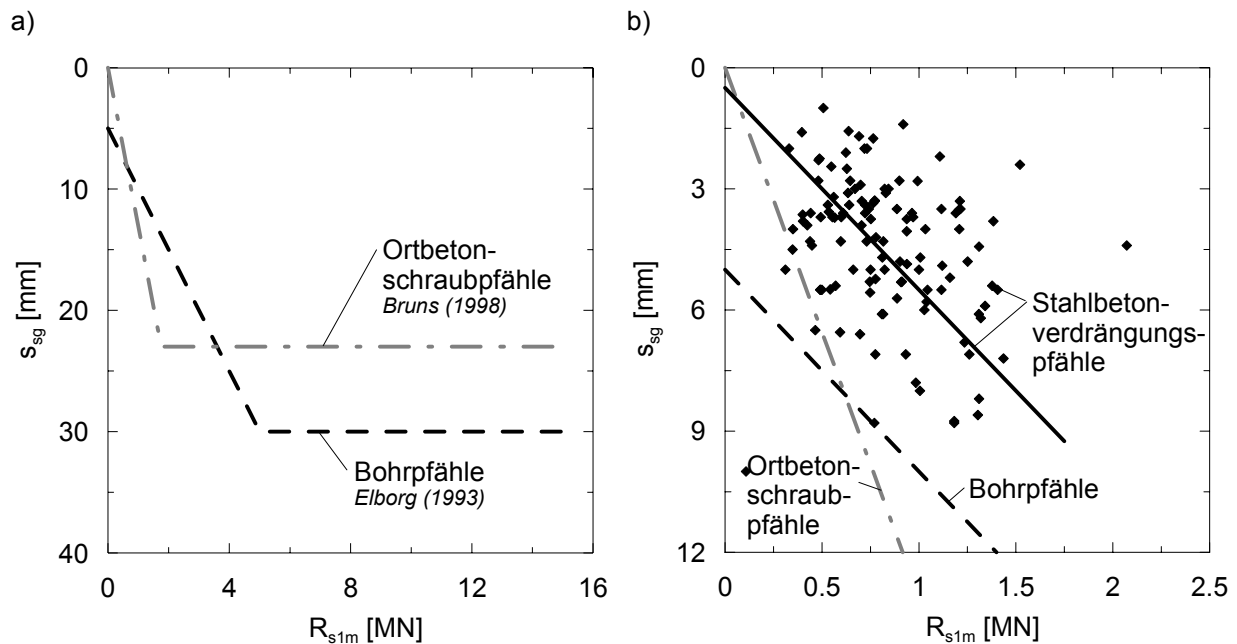 a)
0
10
20
30
40
s_sg [mm]
0
4
8
12
16
R_s1m [MN]
Ortbeton-
schraubpfähle
Bruns (1998)
Bohrpfähle
Elborg (1993)
b)
0
3
6
9
12
s_sg [mm]
0
0.5
1
1.5
2
2.5
R_s1m [MN]
Stahlbeton-
verdrängungs-
pfähle
Ortbeton-
schraub-
pfähle
Bohrpfähle